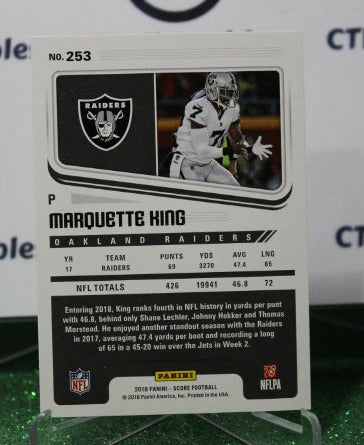 CTR
bles
No. 253
RAIDERS
7
P
MARQUETTE KING
OAKLAND RAIDERS
YR TEAM PUNTS YDS AVG LNG
17 RAIDERS 69 3270 47.4 65
NFL TOTALS 426 19941 46.8 72
Entering 2018, King ranks fourth in NFL history in yards per punt
with 46.8, behind only Shane Lechler, Johnny Hekker and Thomas
Morstead. He enjoyed another standout season with the Raiders
in 2017, averaging 47.4 yards per boot and recording a long
of 65 in a 45-20 win over the Jets in Week 2.
NFL
PANINI
2018 PANINI - SCORE FOOTBALL
© 2018 Panini America, Inc. Printed in the USA.
NFLPA